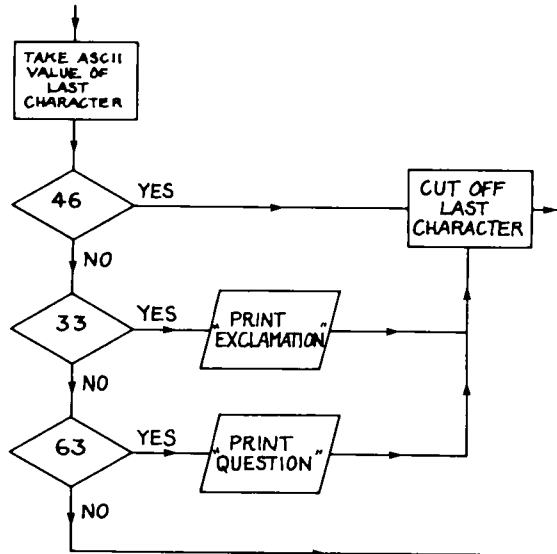 TAKE ASCII
VALUE OF
LAST
CHARACTER
46
YES
CUT OFF
LAST
CHARACTER
NO
33
YES
"PRINT
EXCLAMATION"
NO
63
YES
"PRINT
QUESTION"
NO